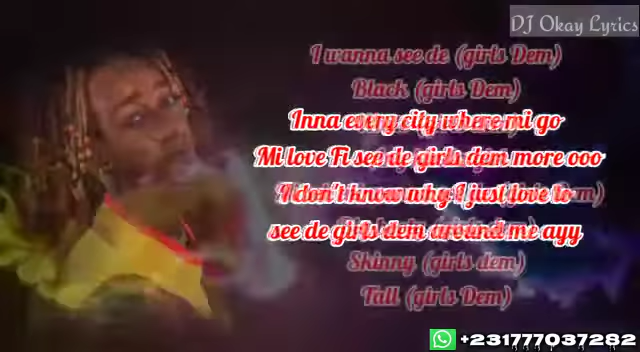 DJ Okay Lyrics
I wanna see de (girls Dem)
Black (girls Dem)
Inna every city where mi go
Mi love Fi see de girls dem more ooo
I don't know why I just love to
see de girls dem around me ayy
Skinny (girls dem)
Tall (girls Dem)
+231777037282